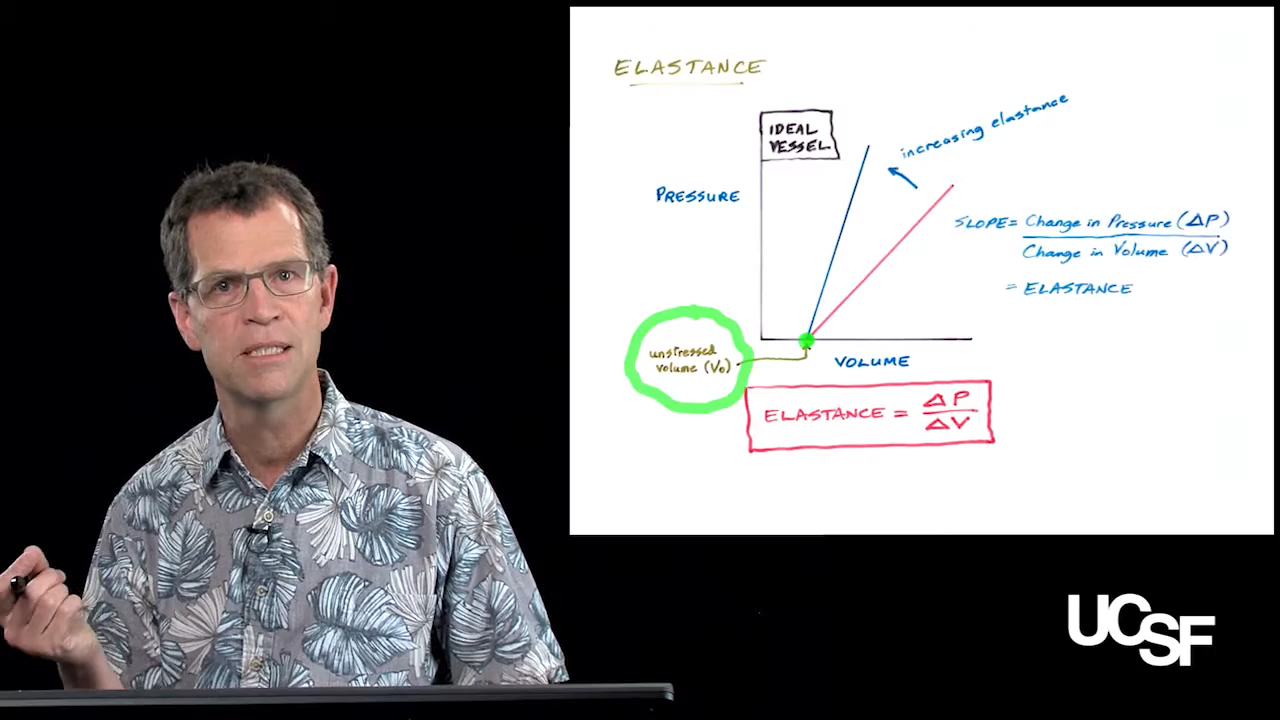 ELASTANCE
IDEAL
VESSEL
increasing elastance
PRESSURE
SLOPE = Change in Pressure (ΔP)
Change in Volume (ΔV)
= ELASTANCE
unstressed
volume (V₀)
VOLUME
ELASTANCE = ΔP
ΔV
UCSF